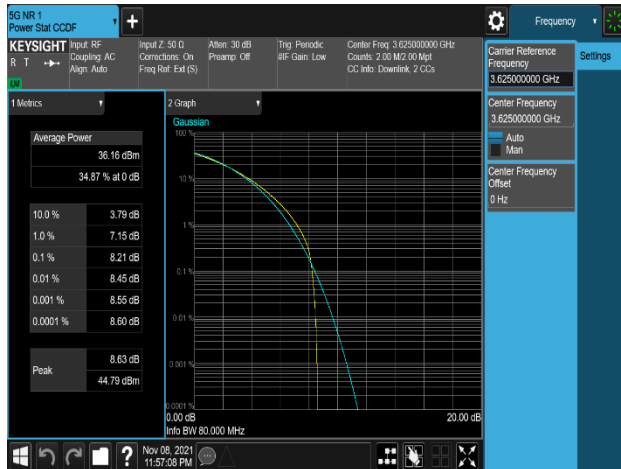 5G NR 1
Power Stat CCDF
KEYSIGHT
R T
Input: RF
Coupling: AC
Align: Auto
Input Z: 50 Ω
Corrections: On
Freq Ref: Ext (S)
Atten: 30 dB
Preamp: Off
Trig: Periodic
#IF Gain: Low
Center Freq: 3.625000000 GHz
Counts: 2.00 M/2.00 Mpt
CC Info: Downlink, 2 CCs
1 Metrics
Average Power
36.16 dBm
34.87 % at 0 dB
10.0 % 3.79 dB
1.0 % 7.15 dB
0.1 % 8.21 dB
0.01 % 8.45 dB
0.001 % 8.55 dB
0.0001 % 8.60 dB
Peak
8.63 dB
44.79 dBm
2 Graph
Gaussian
100 %
10 %
1 %
0.1 %
0.01 %
0.001 %
0.0001 %
0.00 dB
20.00 dB
Info BW 80.000 MHz
Frequency
Settings
Carrier Reference
Frequency
3.625000000 GHz
Center Frequency
3.625000000 GHz
Auto
Man
Center Frequency
Offset
0 Hz
?
Nov 08, 2021
11:57:08 PM